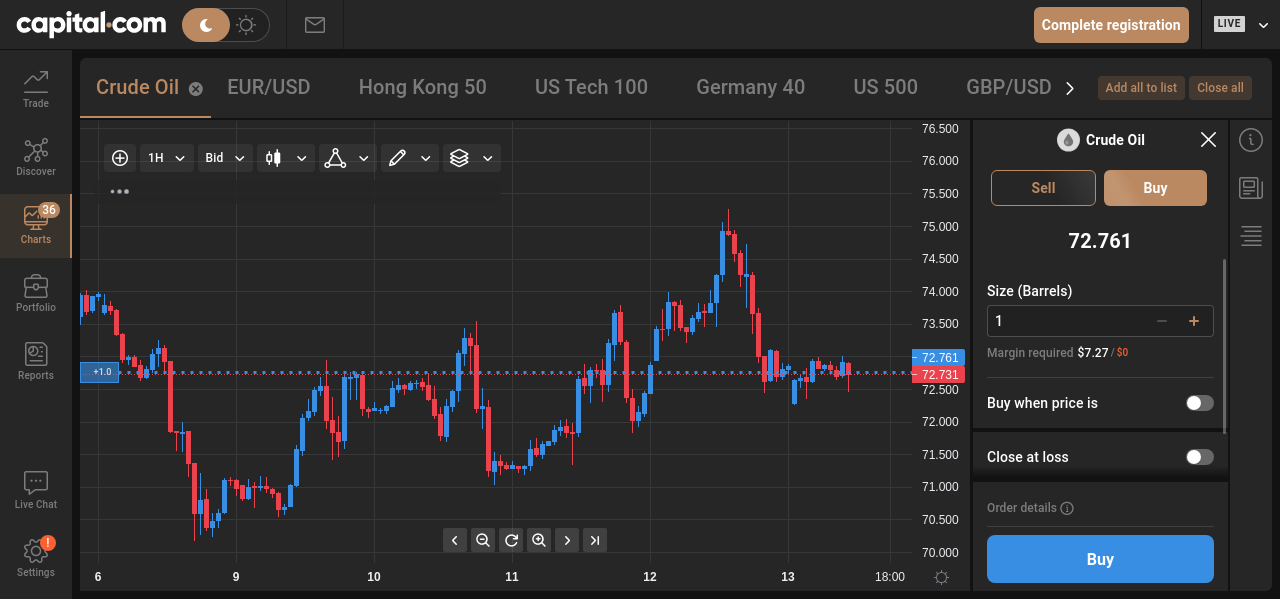 capital.com
Complete registration
LIVE
Trade
Discover
36
Charts
Portfolio
Reports
Live Chat
!
Settings
Crude Oil
EUR/USD
Hong Kong 50
US Tech 100
Germany 40
US 500
GBP/USD
Add all to list
Close all
1H
Bid
76.500
76.000
75.500
75.000
74.500
74.000
73.500
72.761
72.731
72.500
72.000
71.500
71.000
70.500
70.000
+1.0
6
9
10
11
12
13
18:00
Crude Oil
Sell
Buy
72.761
Size (Barrels)
1
Margin required $7.27 / $0
Buy when price is
Close at loss
Order details
Buy